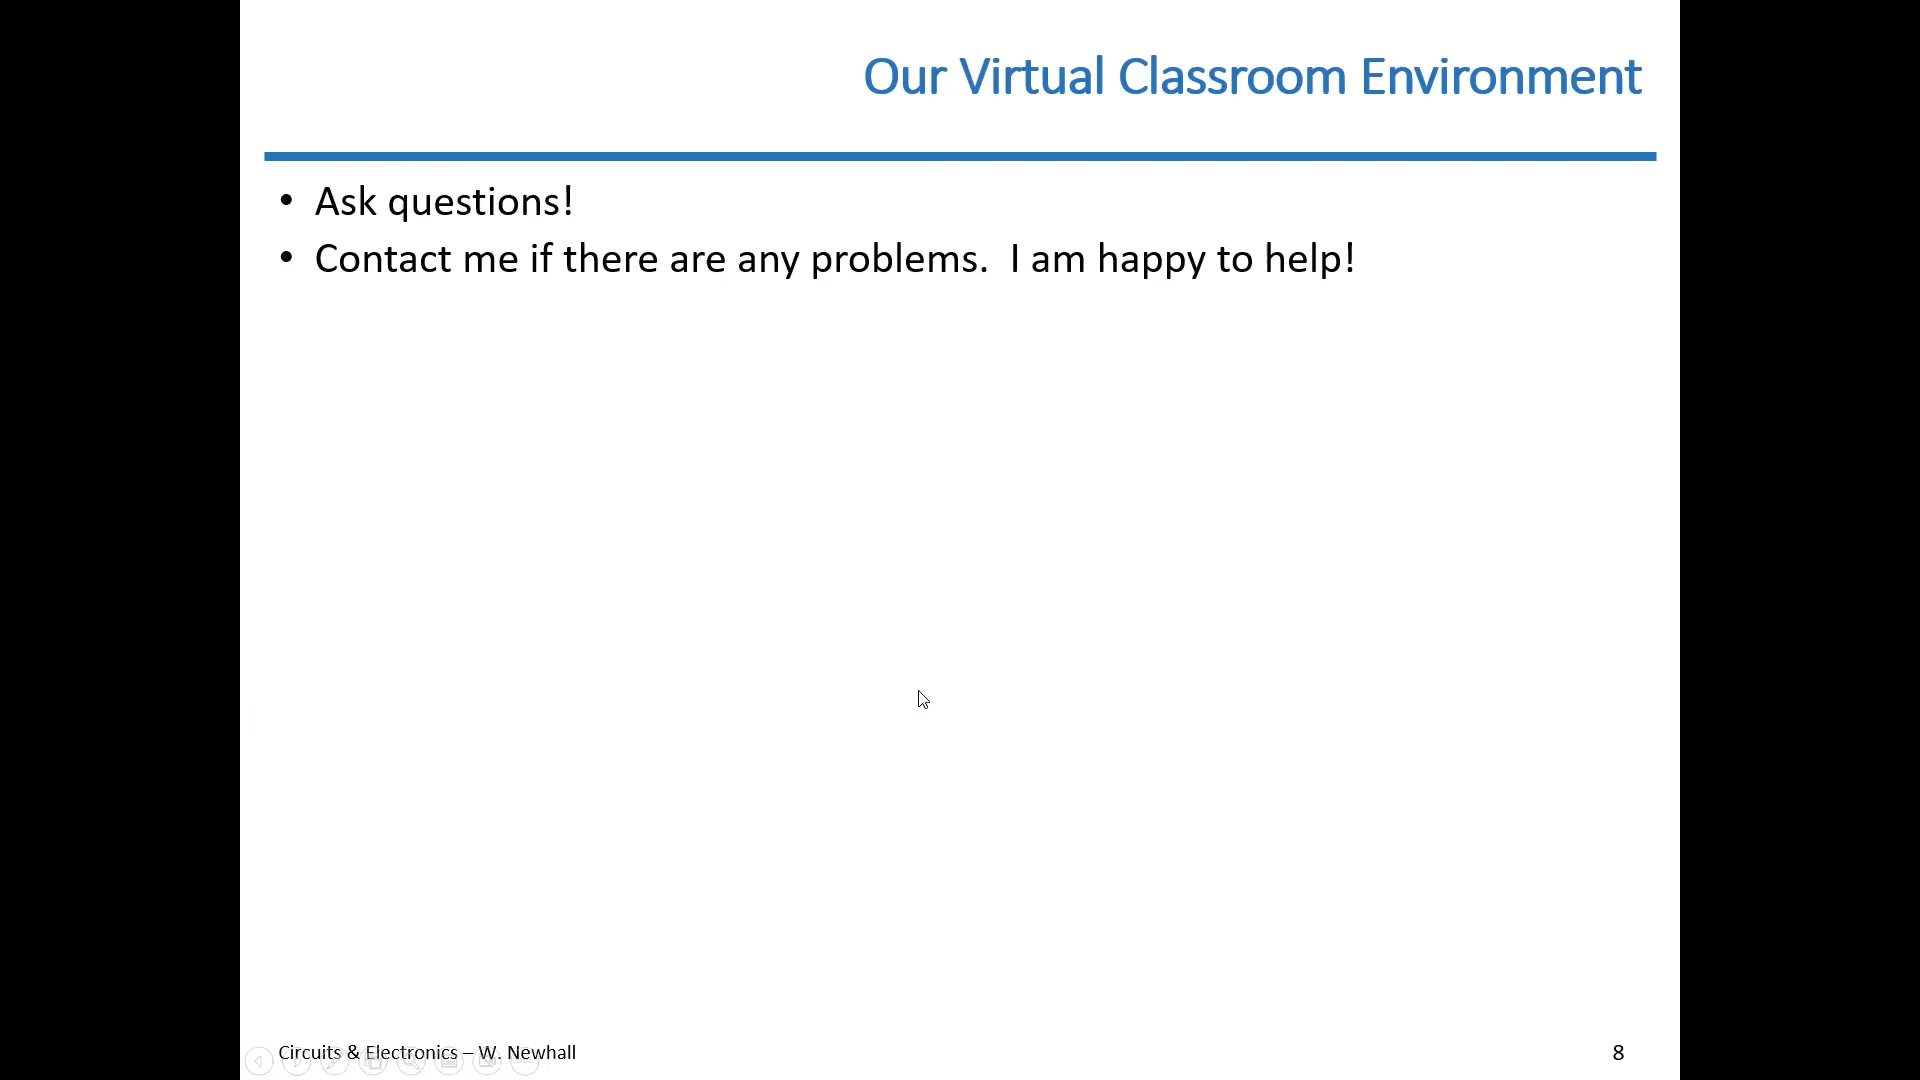 Our Virtual Classroom Environment
• Ask questions!
• Contact me if there are any problems.  I am happy to help!
Circuits & Electronics – W. Newhall
8